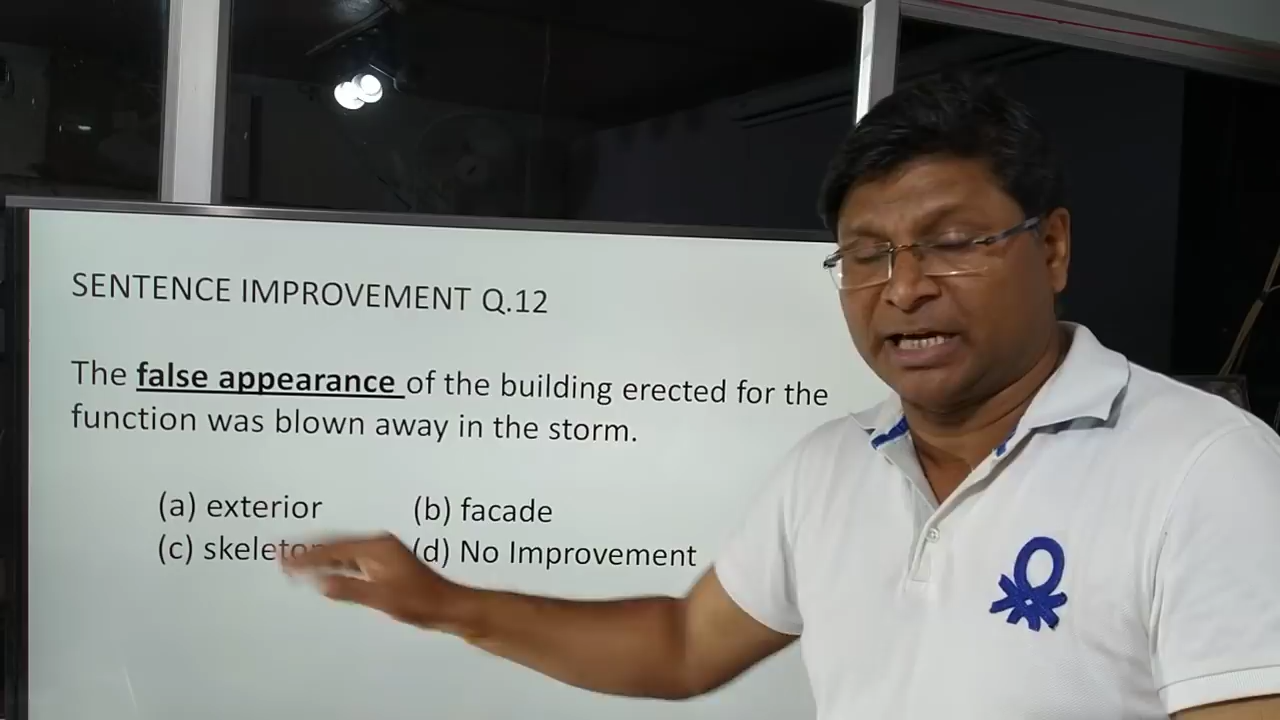 SENTENCE IMPROVEMENT Q.12
The false appearance of the building erected for the
function was blown away in the storm.
(a) exterior (b) facade
(c) skeleton (d) No Improvement